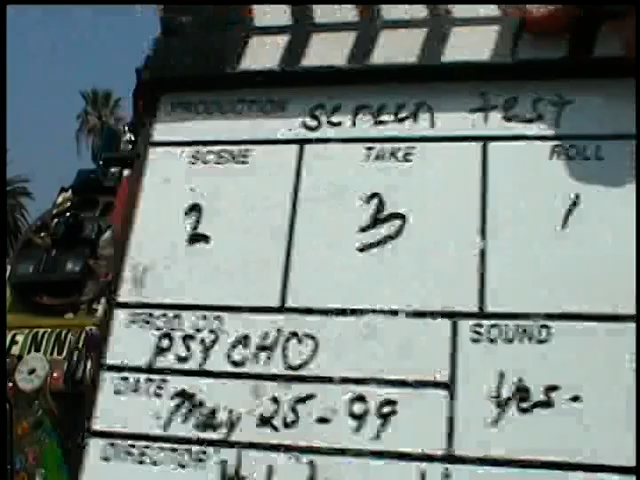 PRODUCTION screen test
SCENE TAKE ROLL
2 3 1
PROD. CO.
PSYCHO
SOUND
yes-
DATE May 25-99
DIRECTOR
ENN